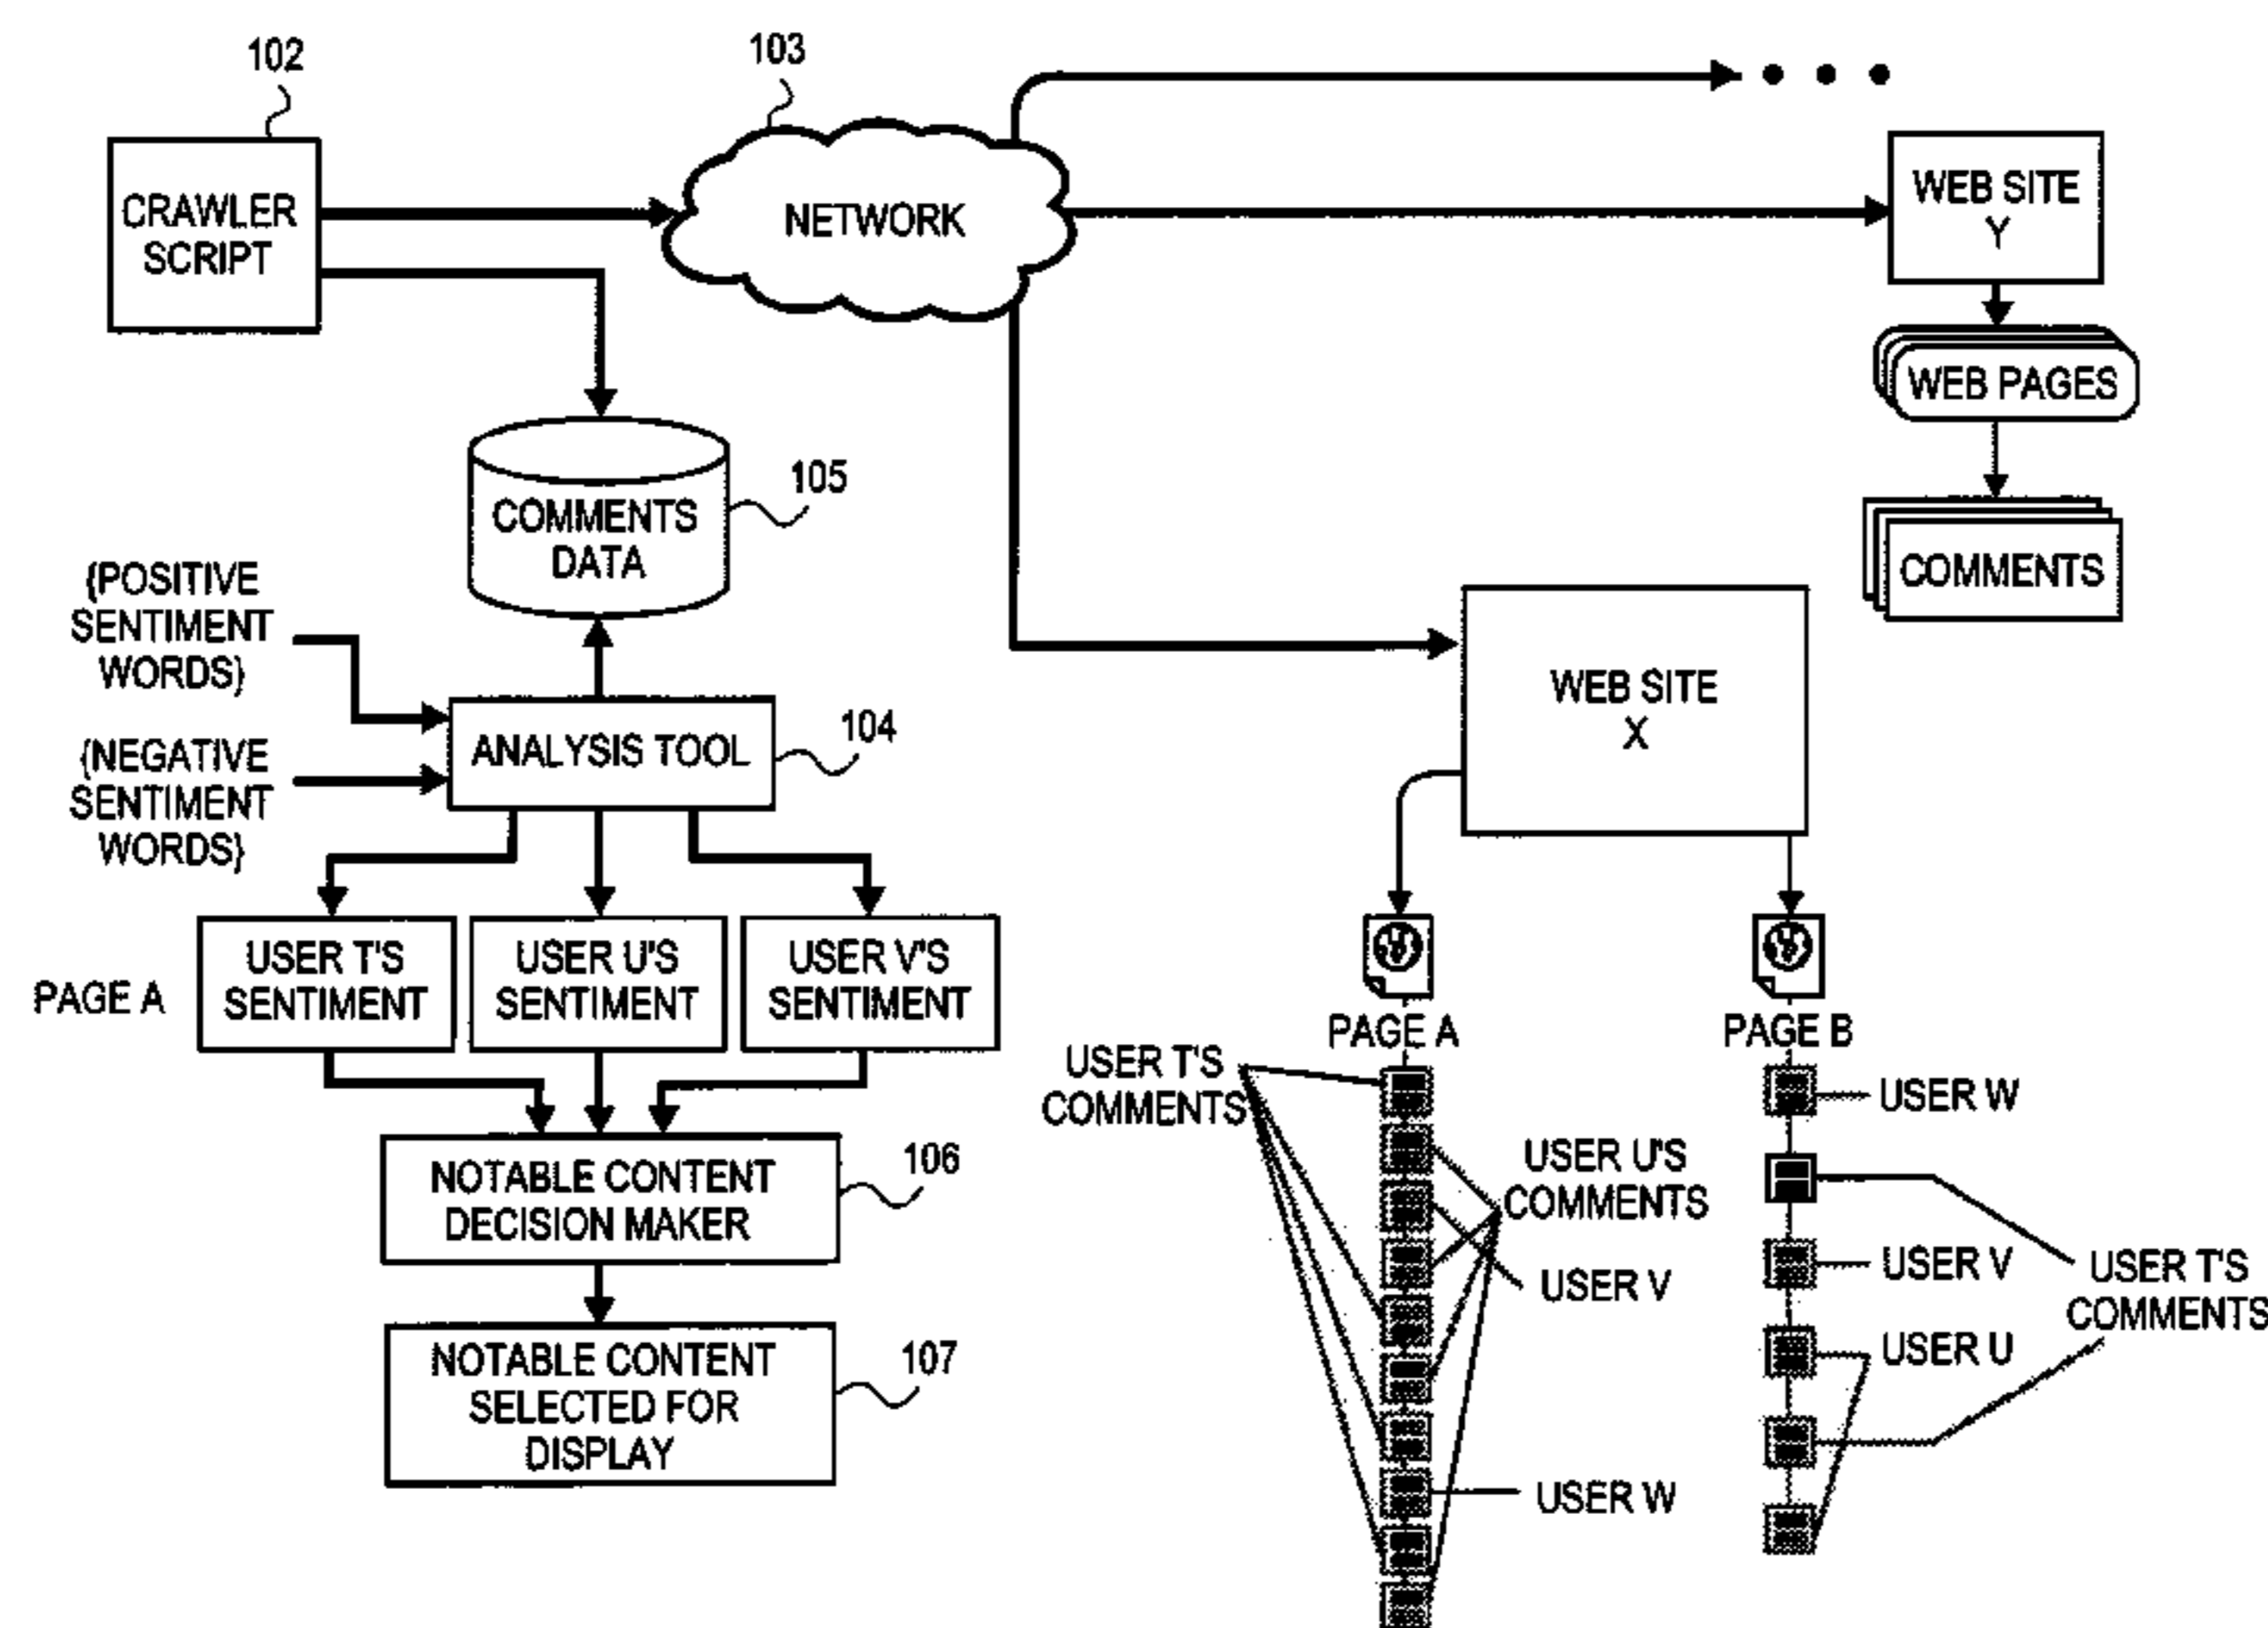 102
103
CRAWLER
SCRIPT
NETWORK
WEB SITE
Y
WEB PAGES
COMMENTS
105
COMMENTS
DATA
{POSITIVE
SENTIMENT
WORDS}
{NEGATIVE
SENTIMENT
WORDS}
ANALYSIS TOOL
104
WEB SITE
X
PAGE A
USER T'S
SENTIMENT
USER U'S
SENTIMENT
USER V'S
SENTIMENT
NOTABLE CONTENT
DECISION MAKER
106
NOTABLE CONTENT
SELECTED FOR
DISPLAY
107
PAGE A
USER T'S
COMMENTS
USER U'S
COMMENTS
USER V
USER W
PAGE B
USER W
USER V
USER T'S
COMMENTS
USER U